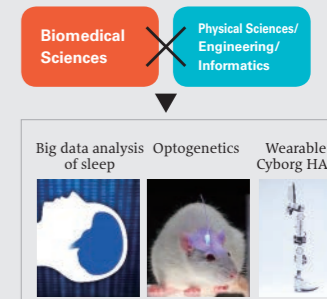 Biomedical
Sciences
Physical Sciences/
Engineering/
Informatics
Big data analysis
of sleep
Optogenetics
Wearable
Cyborg HA